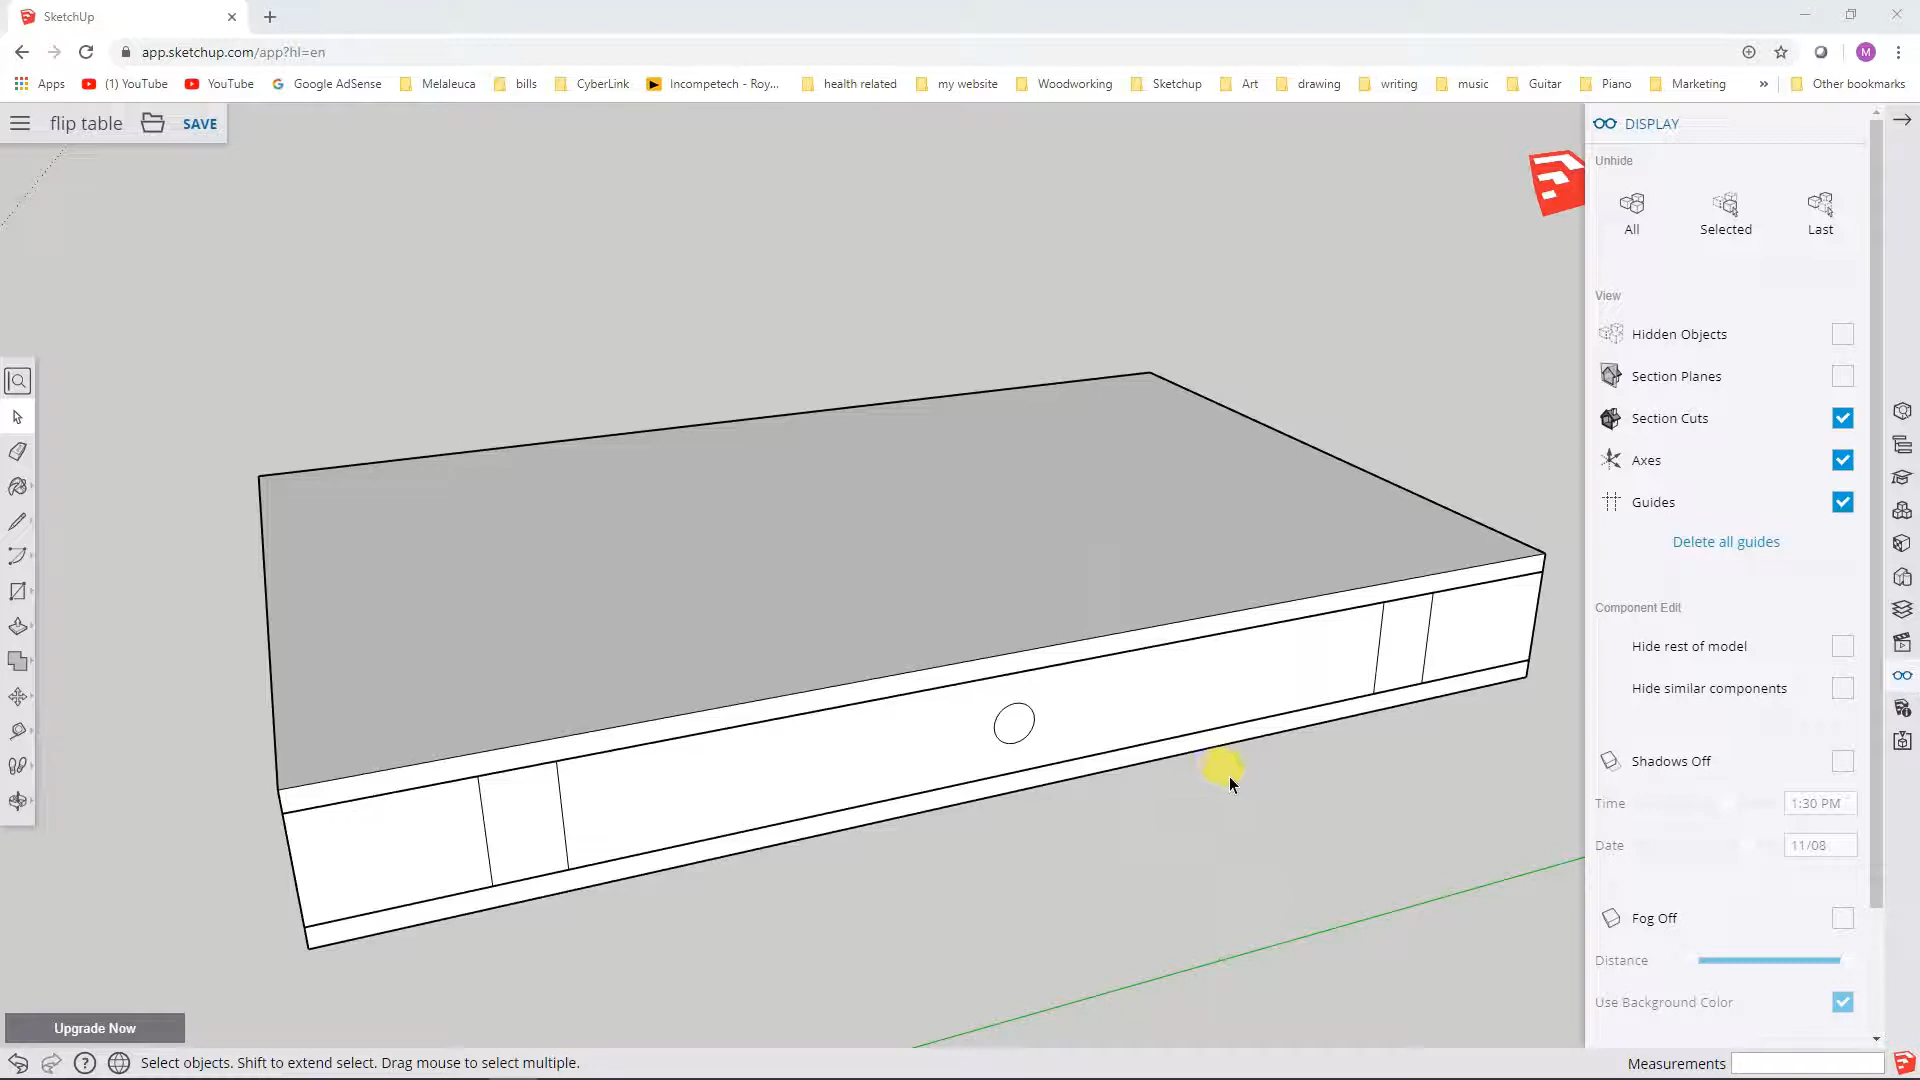 SketchUp
app.sketchup.com/app?hl=en
Apps (1) YouTube YouTube Google AdSense Melaleuca bills CyberLink Incompetech - Roy... health related my website Woodworking Sketchup Art drawing writing music Guitar Piano Marketing » Other bookmarks
M
flip table SAVE
DISPLAY
Unhide
All Selected Last
View
Hidden Objects
Section Planes
Section Cuts
Axes
Guides
Delete all guides
Component Edit
Hide rest of model
Hide similar components
Shadows Off
Time 1:30 PM
Date 11/08
Fog Off
Distance
Use Background Color
Upgrade Now
Select objects. Shift to extend select. Drag mouse to select multiple.
Measurements